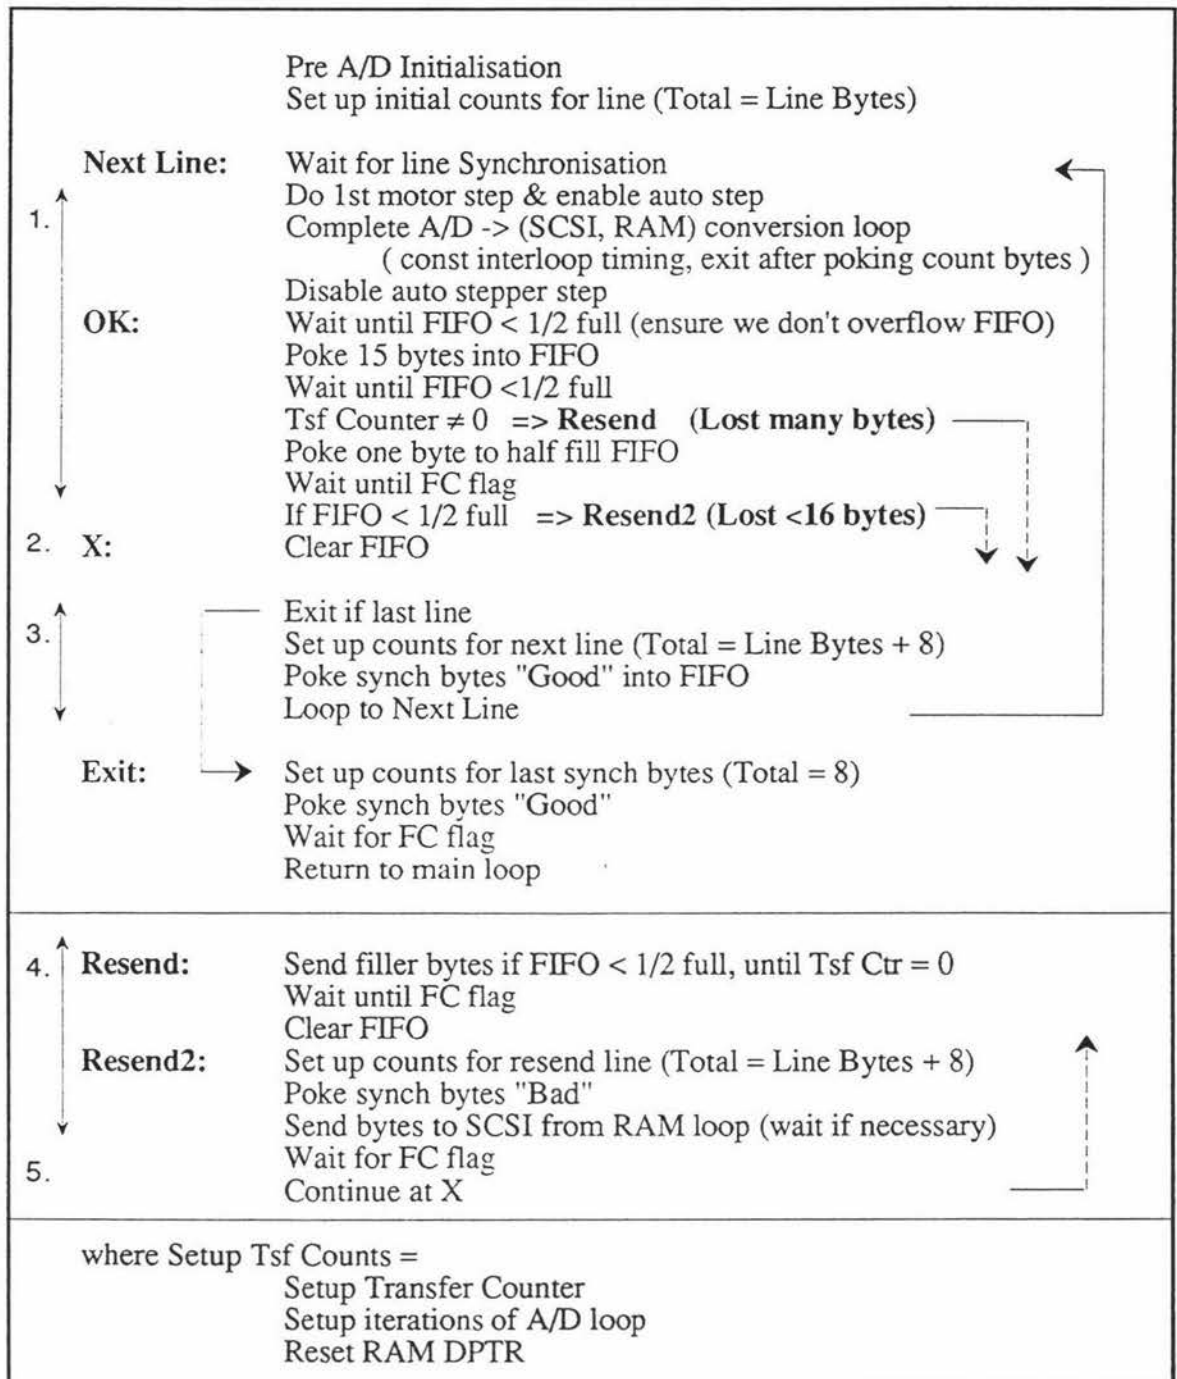 Pre A/D Initialisation
Set up initial counts for line (Total = Line Bytes)
Next Line: Wait for line Synchronisation
Do 1st motor step & enable auto step
1.
Complete A/D -> (SCSI, RAM) conversion loop
( const interloop timing, exit after poking count bytes )
Disable auto stepper step
OK: Wait until FIFO < 1/2 full (ensure we don't overflow FIFO)
Poke 15 bytes into FIFO
Wait until FIFO <1/2 full
Tsf Counter ≠ 0 => Resend (Lost many bytes)
Poke one byte to half fill FIFO
Wait until FC flag
If FIFO < 1/2 full => Resend2 (Lost <16 bytes)
2. X: Clear FIFO
Exit if last line
3.
Set up counts for next line (Total = Line Bytes + 8)
Poke synch bytes "Good" into FIFO
Loop to Next Line
Exit: Set up counts for last synch bytes (Total = 8)
Poke synch bytes "Good"
Wait for FC flag
Return to main loop
4. Resend: Send filler bytes if FIFO < 1/2 full, until Tsf Ctr = 0
Wait until FC flag
Clear FIFO
Resend2: Set up counts for resend line (Total = Line Bytes + 8)
Poke synch bytes "Bad"
Send bytes to SCSI from RAM loop (wait if necessary)
Wait for FC flag
5.
Continue at X
where Setup Tsf Counts =
Setup Transfer Counter
Setup iterations of A/D loop
Reset RAM DPTR